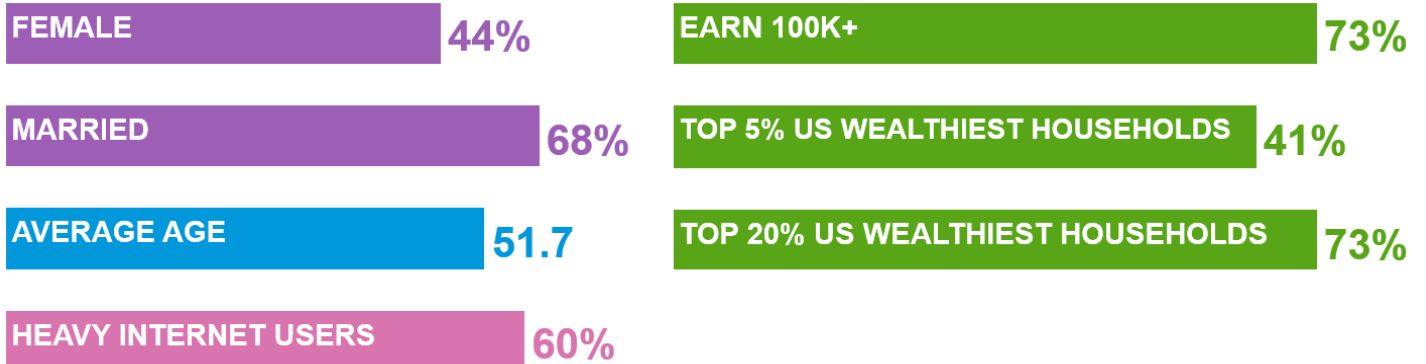 FEMALE 44%
MARRIED 68%
AVERAGE AGE 51.7
HEAVY INTERNET USERS 60%
EARN 100K+ 73%
TOP 5% US WEALTHIEST HOUSEHOLDS 41%
TOP 20% US WEALTHIEST HOUSEHOLDS 73%